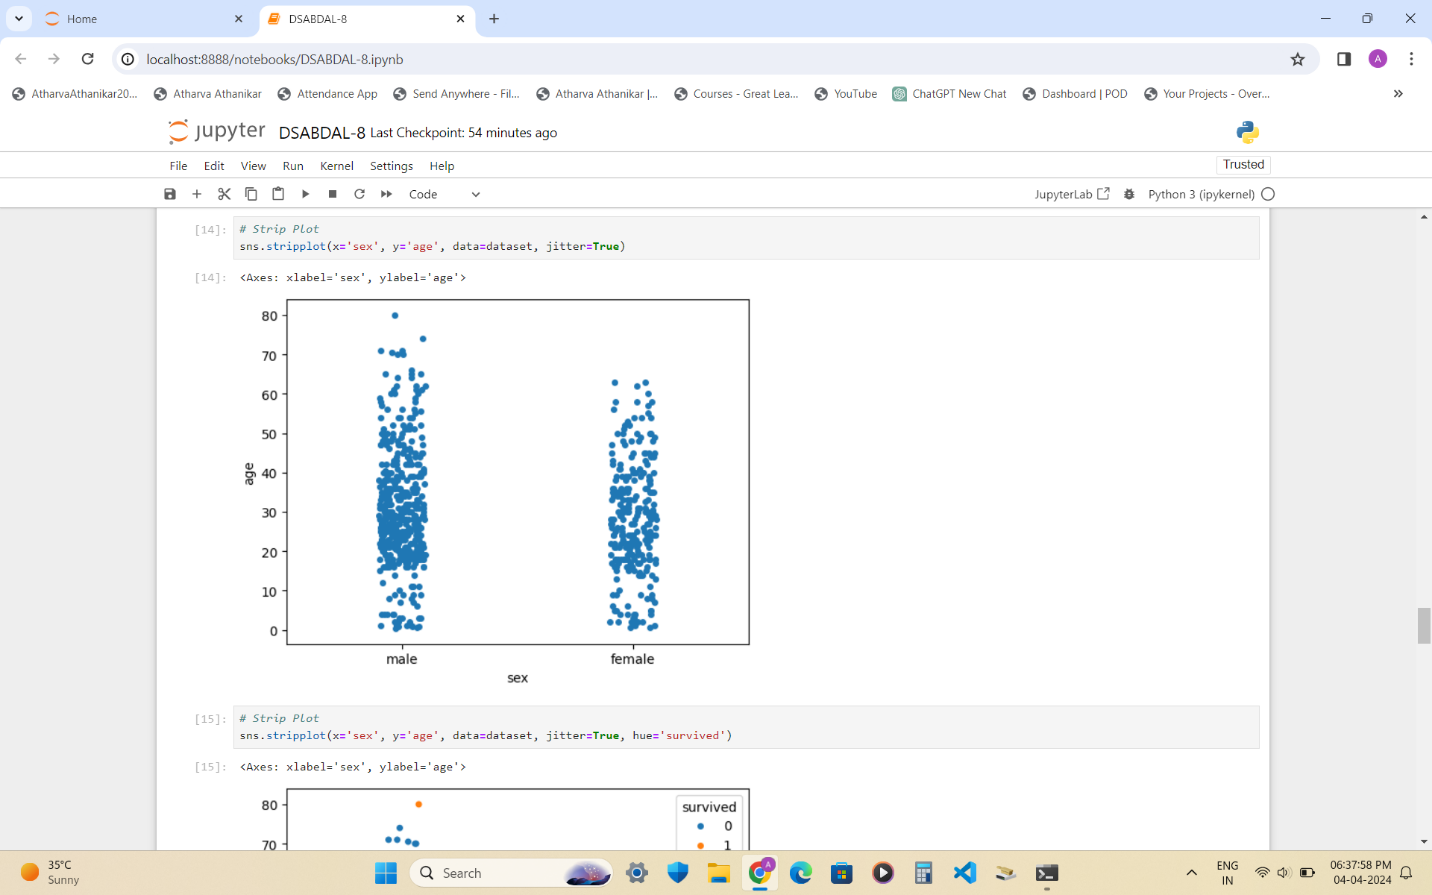 Home
DSABDAL-8
localhost:8888/notebooks/DSABDAL-8.ipynb
A
AtharvaAthanikar20...
Atharva Athanikar
Attendance App
Send Anywhere - Fil...
Atharva Athanikar |...
Courses - Great Lea...
YouTube
ChatGPT New Chat
Dashboard | POD
Your Projects - Over...
jupyter DSABDAL-8 Last Checkpoint: 54 minutes ago
File Edit View Run Kernel Settings Help
Trusted
Code
JupyterLab
Python 3 (ipykernel)
[14]: # Strip Plot
sns.stripplot(x='sex', y='age', data=dataset, jitter=True)
[14]: <Axes: xlabel='sex', ylabel='age'>
80
70
60
50
age
40
30
20
10
0
male female
sex
[15]: # Strip Plot
sns.stripplot(x='sex', y='age', data=dataset, jitter=True, hue='survived')
[15]: <Axes: xlabel='sex', ylabel='age'>
80
70
survived
0
1
35°C
Sunny
Search
A
ENG
IN
06:37:58 PM
04-04-2024